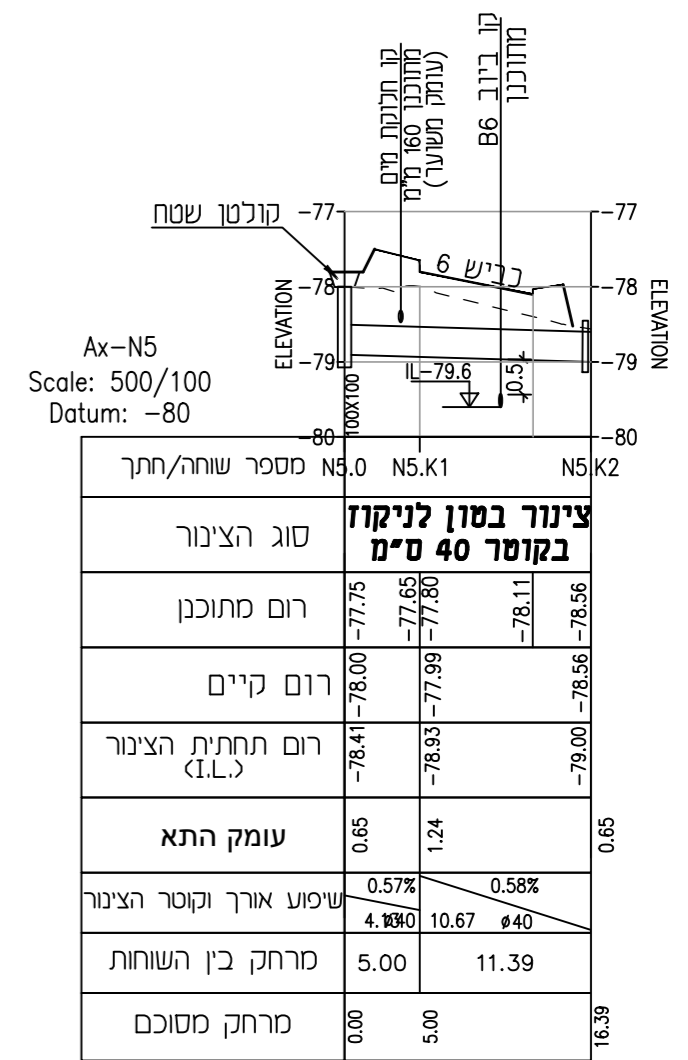 קו חלוקת מים
מתוכנן 160 מ"מ
(עומק משוער)
קו ביוב B6
מתוכנן
קולטן שטח
-77
-77
-78
-78
-79
-79
-80
-80
ELEVATION
ELEVATION
כביש 6
IL-79.6
0.5
100X100
Ax-N5
Scale: 500/100
Datum: -80
מספר שוחה/חתך N5.0 N5.K1 N5.K2
סוג הצינור
צינור בטון לניקוז
בקוטר 40 ס"מ
רום מתוכנן -77.75 -77.65 -77.80 -78.11 -78.56
רום קיים -78.00 -77.99 -78.56
רום תחתית הצינור
(I.L.)
-78.41 -78.93 -79.00
עומק התא 0.65 1.24 0.65
שיפוע אורך וקוטר הצינור
0.57% 0.58%
ø40 10.67 ø40
מרחק בין השוחות 5.00 11.39
מרחק מסוכם 0.00 5.00 16.39